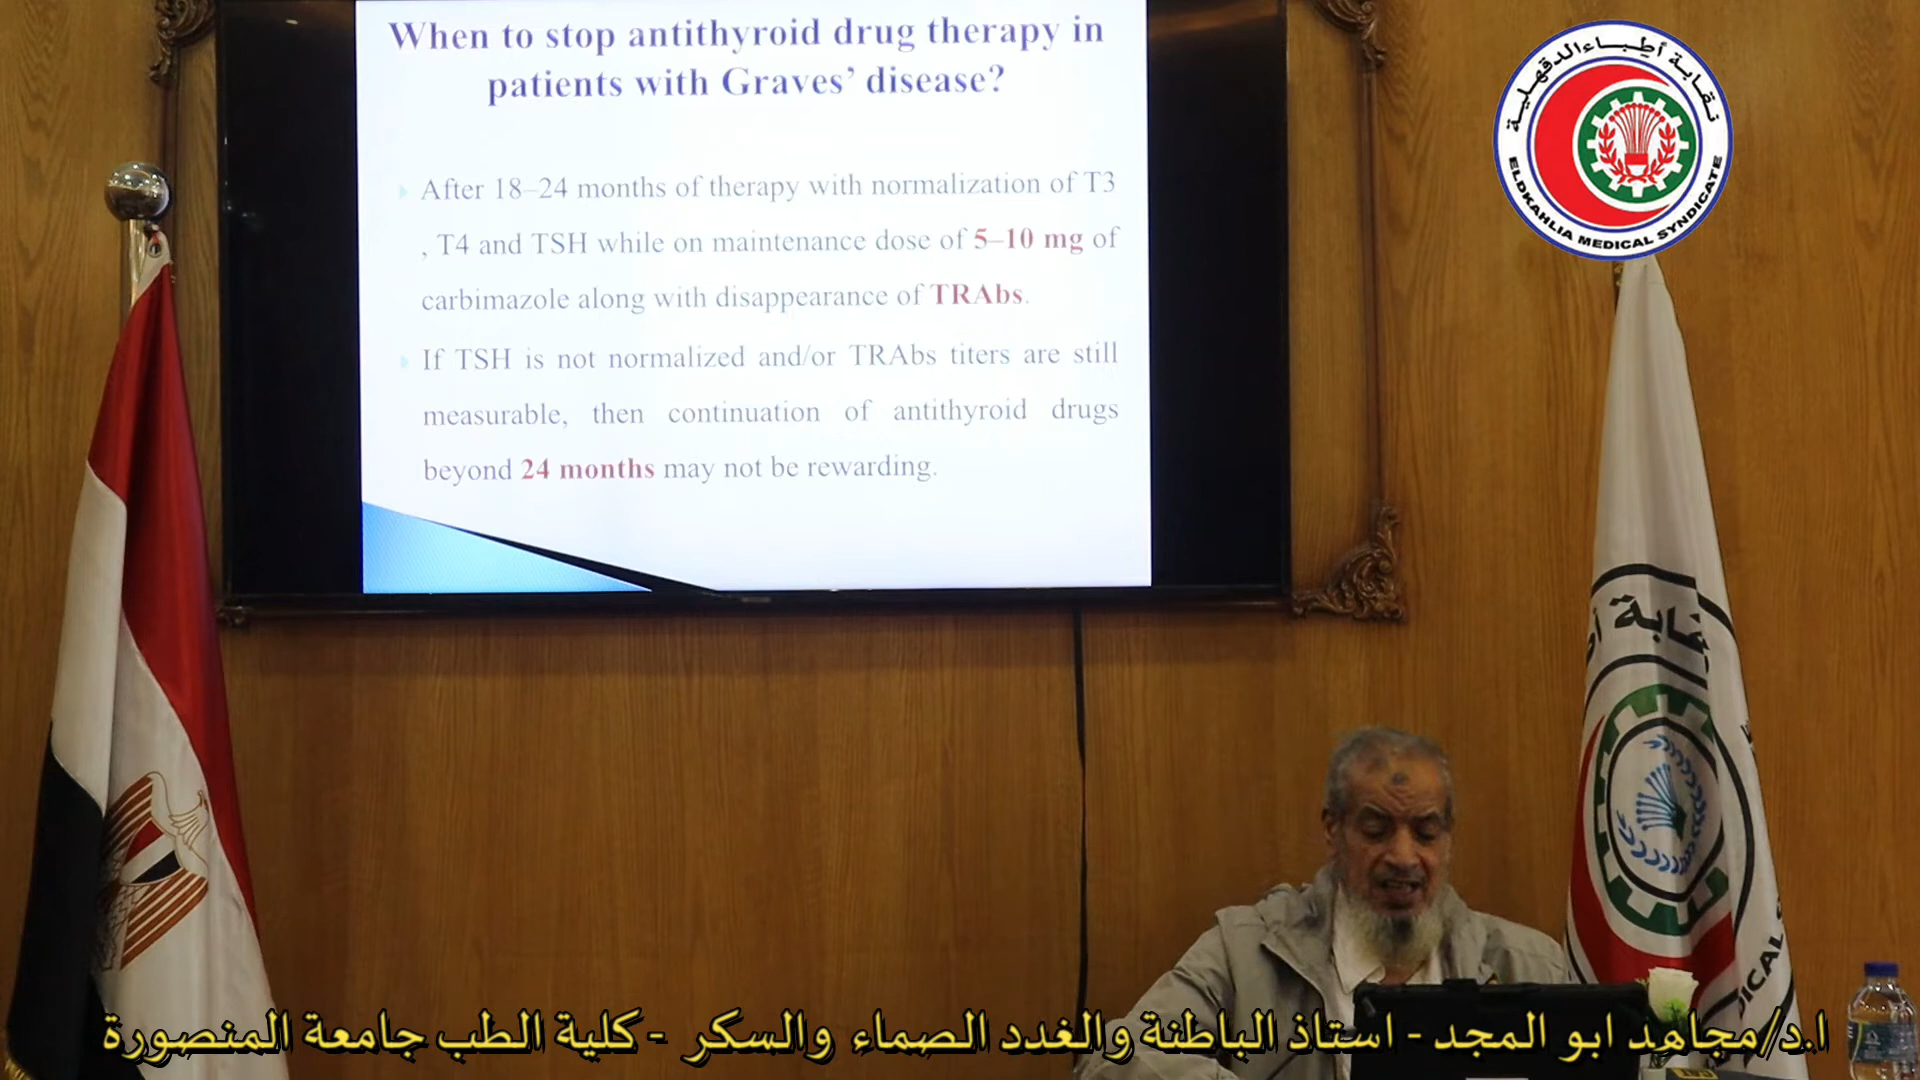 When to stop antithyroid drug therapy in
patients with Graves’ disease?
After 18–24 months of therapy with normalization of T3
, T4 and TSH while on maintenance dose of 5–10 mg of
carbimazole along with disappearance of TRAbs.
If TSH is not normalized and/or TRAbs titers are still
measurable, then continuation of antithyroid drugs
beyond 24 months may not be rewarding.
نقابة أطباء الدقهلية
ELDKAHLIA MEDICAL SYNDICATE
نقابة أط
ICAL S
ا.د/مجاهد ابو المجد - استاذ الباطنة والغدد الصماء والسكر - كلية الطب جامعة المنصورة